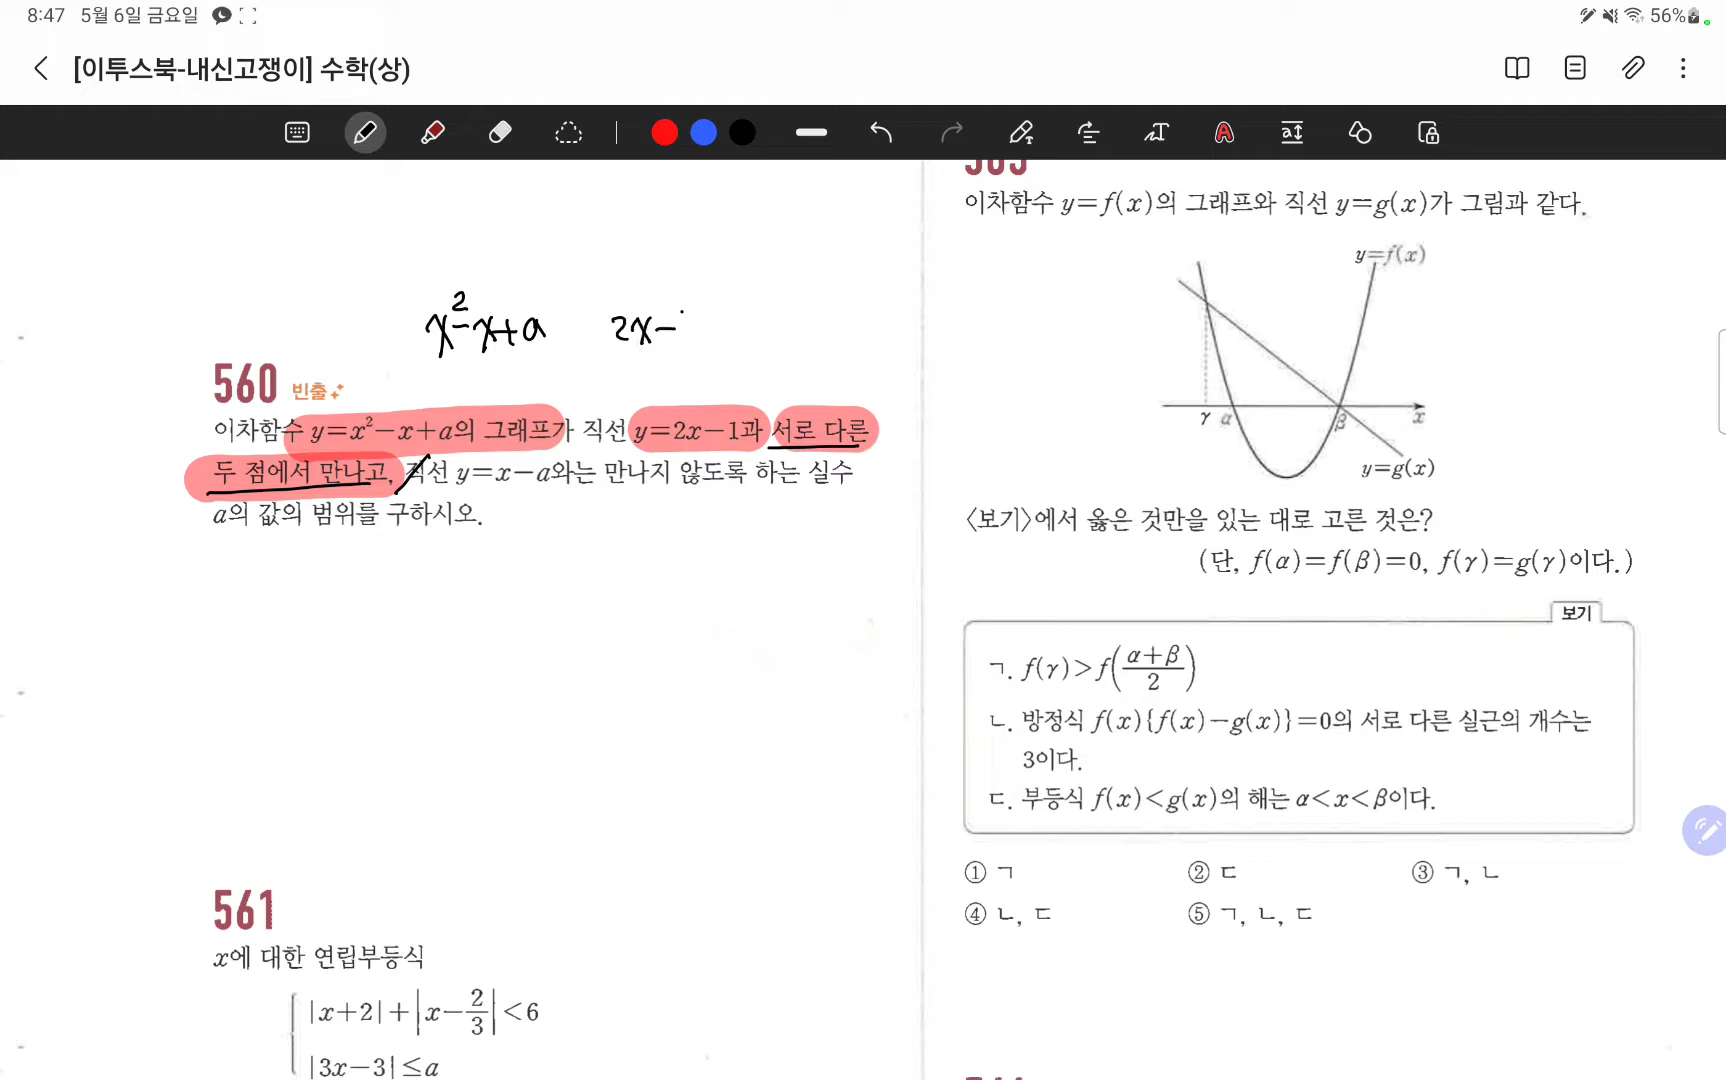 8:47 5월 6일 금요일
56%
[이투스북-내신고쟁이] 수학(상)
x²-x+a 2x-
560 빈출
이차함수 y=x²-x+a의 그래프가 직선 y=2x-1과 서로 다른
두 점에서 만나고, 직선 y=x-a와는 만나지 않도록 하는 실수
a의 값의 범위를 구하시오.
561
x에 대한 연립부등식
|x+2|+|x-2/3|<6
|3x-3|≤a
이차함수 y=f(x)의 그래프와 직선 y=g(x)가 그림과 같다.
y=f(x)
γ α β x
y=g(x)
〈보기〉에서 옳은 것만을 있는 대로 고른 것은?
(단, f(α)=f(β)=0, f(γ)=g(γ)이다.)
보기
ㄱ. f(γ)>f((α+β)/2)
ㄴ. 방정식 f(x){f(x)-g(x)}=0의 서로 다른 실근의 개수는
3이다.
ㄷ. 부등식 f(x)<g(x)의 해는 α<x<β이다.
① ㄱ ② ㄷ ③ ㄱ, ㄴ
④ ㄴ, ㄷ ⑤ ㄱ, ㄴ, ㄷ